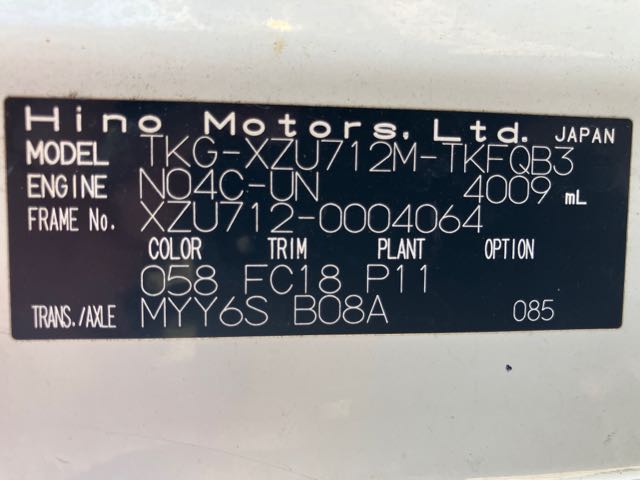 Hino Motors, Ltd. JAPAN
MODEL TKG-XZU712M-TKFQB3
ENGINE N04C-UN 4009 mL
FRAME No. XZU712-0004064
COLOR TRIM PLANT OPTION
058 FC18 P11
TRANS./AXLE MYY6S B08A 085